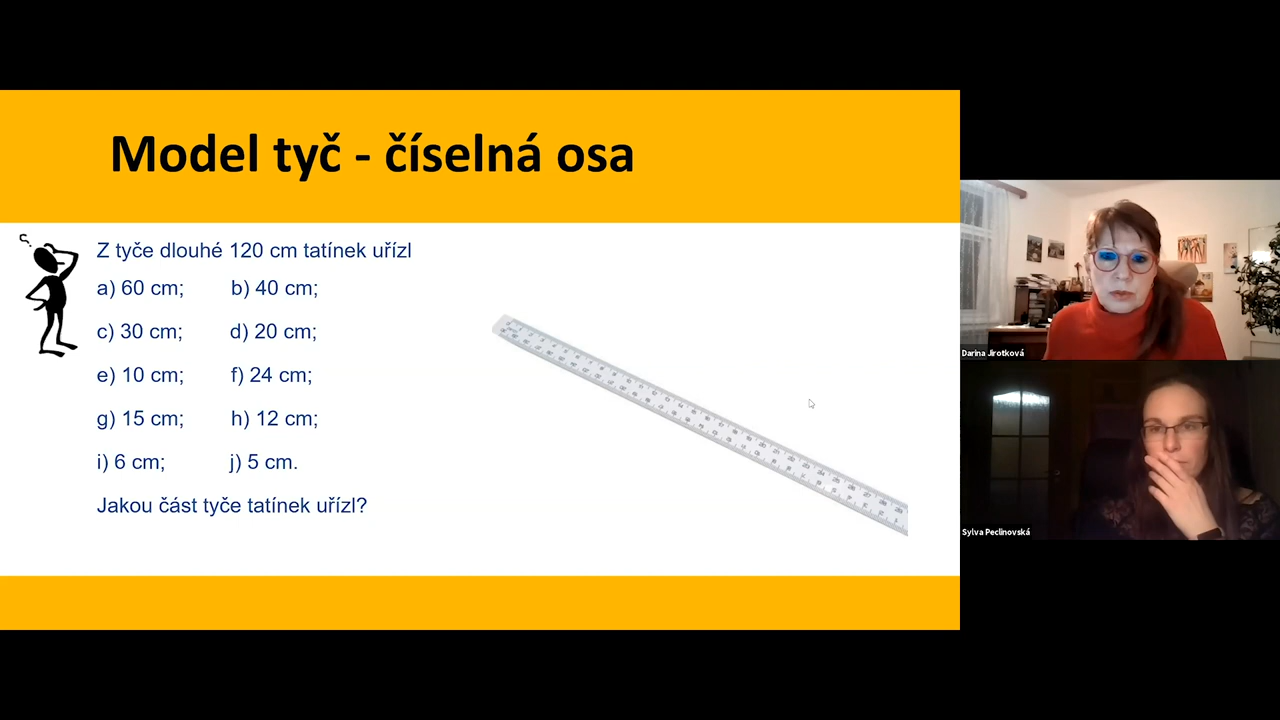 Model tyč - číselná osa
Z tyče dlouhé 120 cm tatínek uřízl
a) 60 cm; b) 40 cm;
c) 30 cm; d) 20 cm;
e) 10 cm; f) 24 cm;
g) 15 cm; h) 12 cm;
i) 6 cm; j) 5 cm.
Jakou část tyče tatínek uřízl?
Darina Jirotková
Sylva Peclinovská